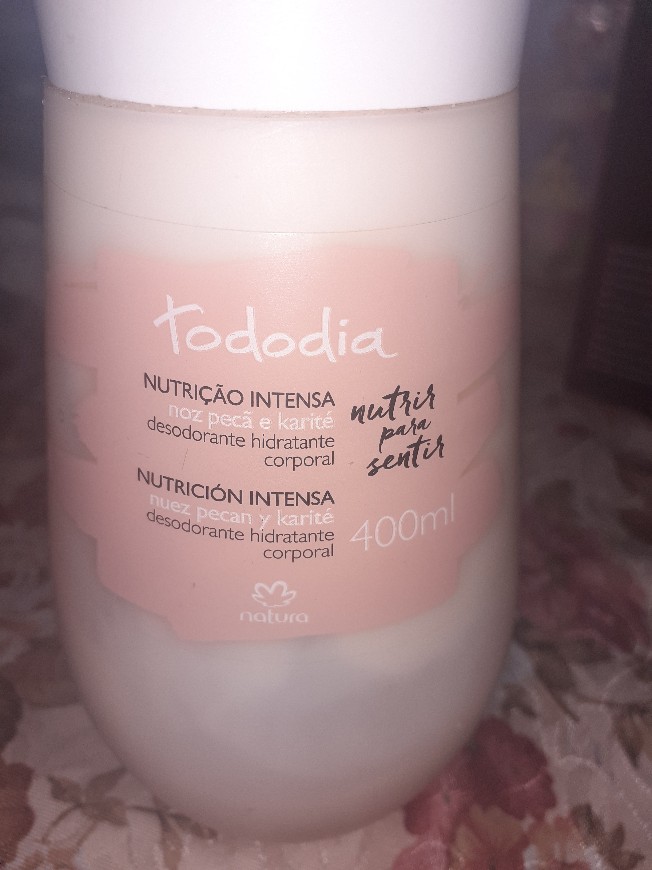 tododia
NUTRIÇÃO INTENSA
noz pecã e karité
desodorante hidratante
corporal
nutrir
para
sentir
NUTRICIÓN INTENSA
nuez pecan y karité
desodorante hidratante
corporal
400ml
natura